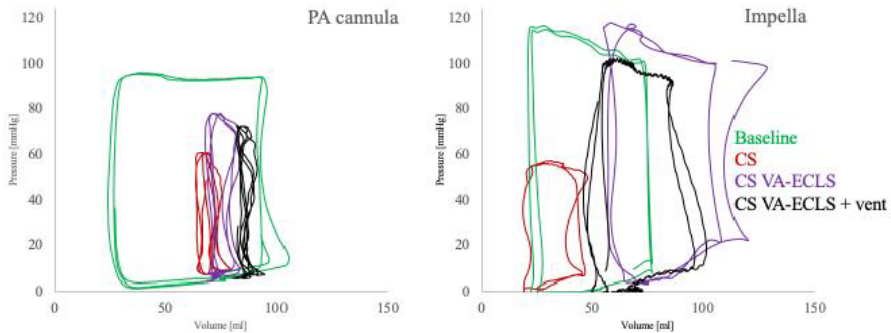 PA cannula
120
100
80
60
40
20
0
Pressure [mmHg]
0 50 100 150
Volume [ml]
Impella
120
100
80
60
40
20
0
Pressure [mmHg]
0 50 100 150
Volume [ml]
Baseline
CS
CS VA-ECLS
CS VA-ECLS + vent